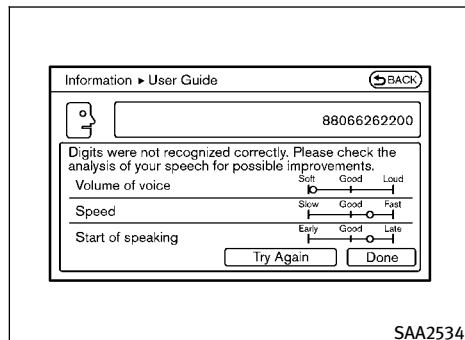 Information ▸ User Guide BACK
88066262200
Digits were not recognized correctly. Please check the
analysis of your speech for possible improvements.
Volume of voice Soft Good Loud
Speed Slow Good Fast
Start of speaking Early Good Late
Try Again Done
SAA2534